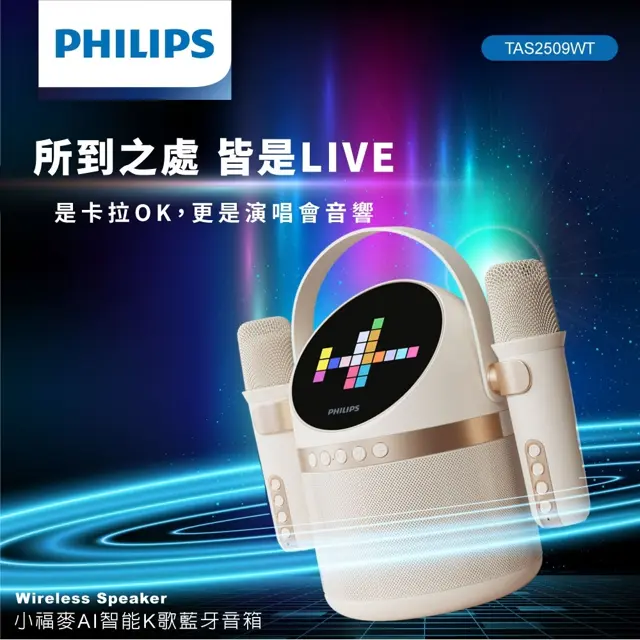 PHILIPS
TAS2509WT
所到之處 皆是LIVE
是卡拉OK，更是演唱會音響
PHILIPS
Wireless Speaker
小福麥AI智能K歌藍牙音箱